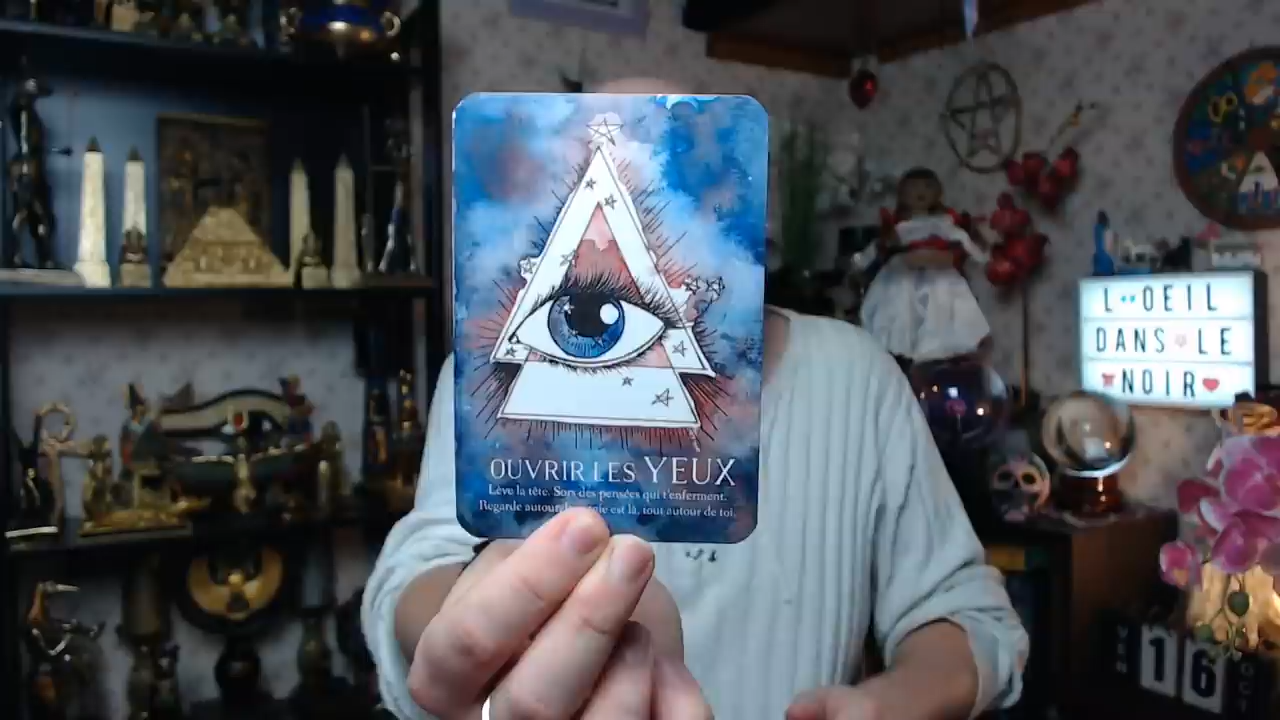 OUVRIR LES YEUX
Lève la tête. Sors des pensées qui t'enferment.
Regarde autour est là, tout autour de toi.
L OEIL
DANS LE
NOIR
VEN
16